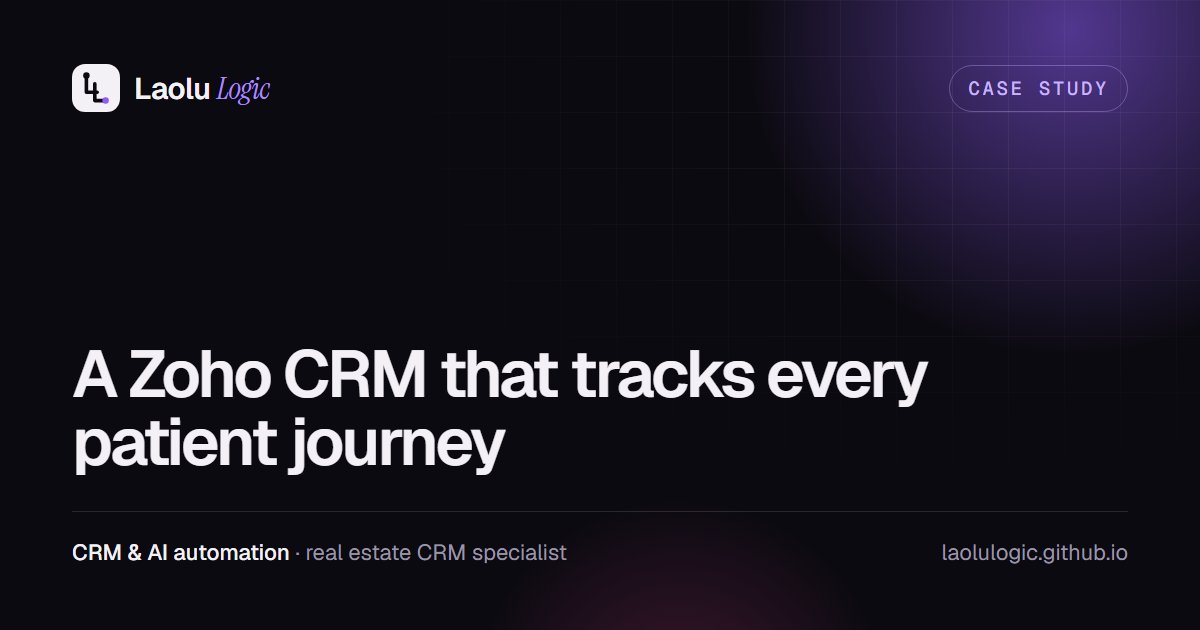 Laolu Logic
CASE STUDY
A Zoho CRM that tracks every
patient journey
CRM & AI automation · real estate CRM specialist
laolulogic.github.io